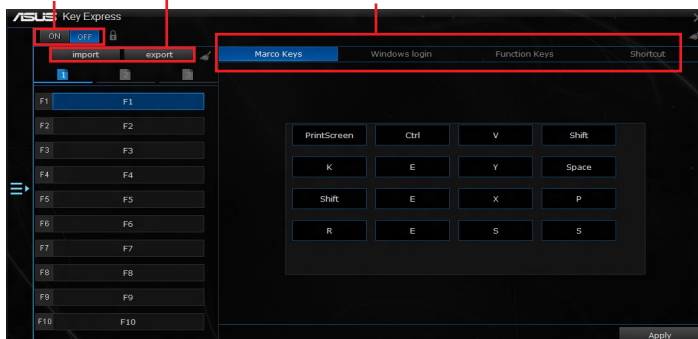 ASUS Key Express
ON OFF
import export
Marco Keys Windows login Function Keys Shortcut
1 2 3
F1 F1
F2 F2
F3 F3
F4 F4
F5 F5
F6 F6
F7 F7
F8 F8
F9 F9
F10 F10
PrintScreen Ctrl V Shift
K E Y Space
Shift E X P
R E S S
Apply